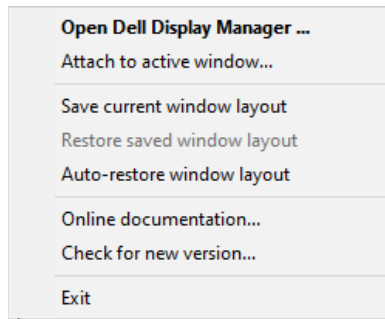 Open Dell Display Manager ...
Attach to active window...
Save current window layout
Restore saved window layout
Auto-restore window layout
Online documentation...
Check for new version...
Exit